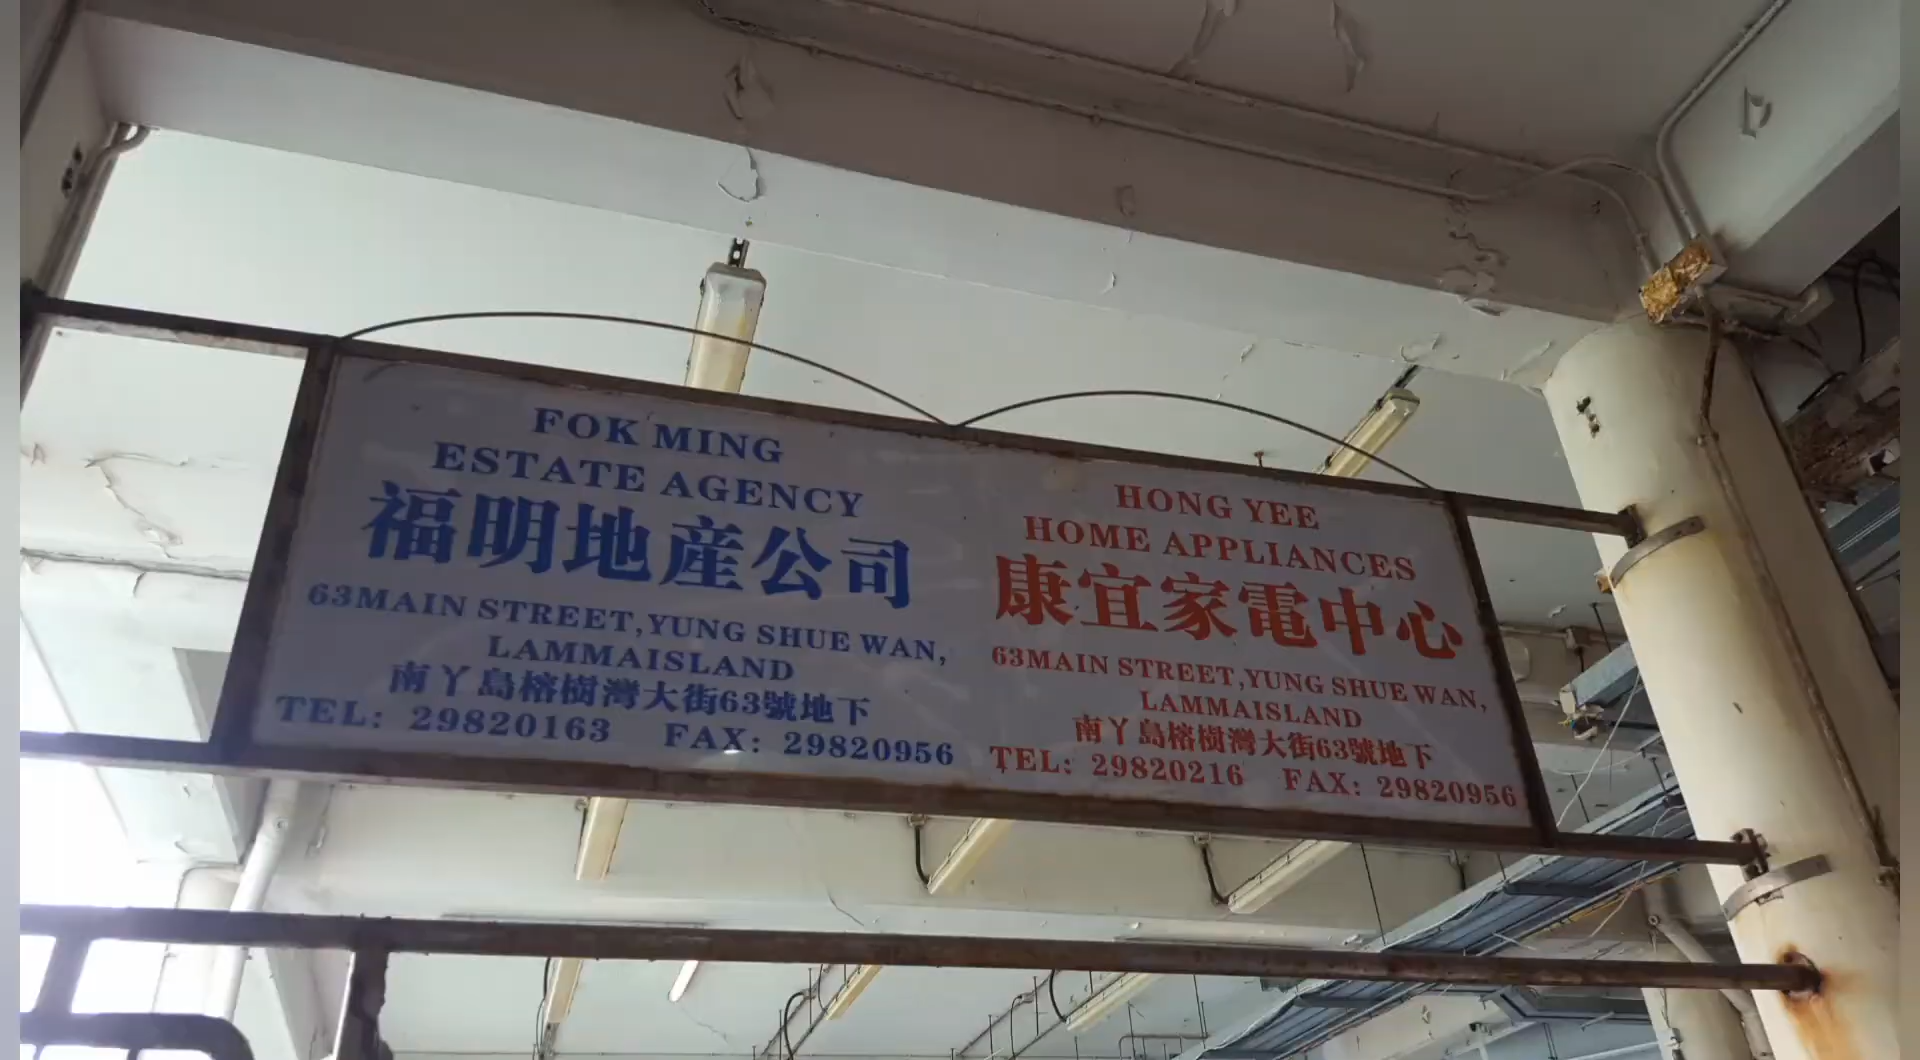 FOK MING
ESTATE AGENCY
福明地産公司
63MAIN STREET,YUNG SHUE WAN,
LAMMAISLAND
南丫島榕樹灣大街63號地下
TEL: 29820163 FAX: 29820956
HONG YEE
HOME APPLIANCES
康宜家電中心
63MAIN STREET,YUNG SHUE WAN,
LAMMAISLAND
南丫島榕樹灣大街63號地下
TEL: 29820216 FAX: 29820956